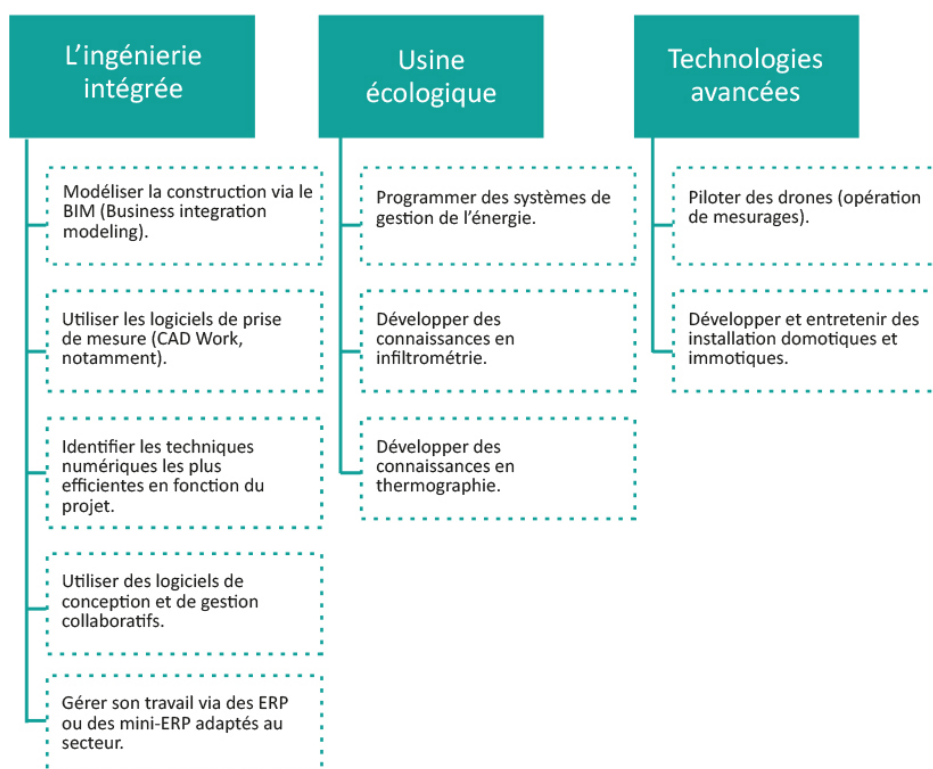 L'ingénierie
intégrée
Modéliser la construction via le
BIM (Business integration
modeling).
Utiliser les logiciels de prise
de mesure (CAD Work,
notamment).
Identifier les techniques
numériques les plus
efficientes en fonction du
projet.
Utiliser des logiciels de
conception et de gestion
collaboratifs.
Gérer son travail via des ERP
ou des mini-ERP adaptés au
secteur.
Usine
écologique
Programmer des systèmes de
gestion de l'énergie.
Développer des
connaissances en
infiltrométrie.
Développer des
connaissances en
thermographie.
Technologies
avancées
Piloter des drones (opération
de mesurages).
Développer et entretenir des
installation domotiques et
immotiques.